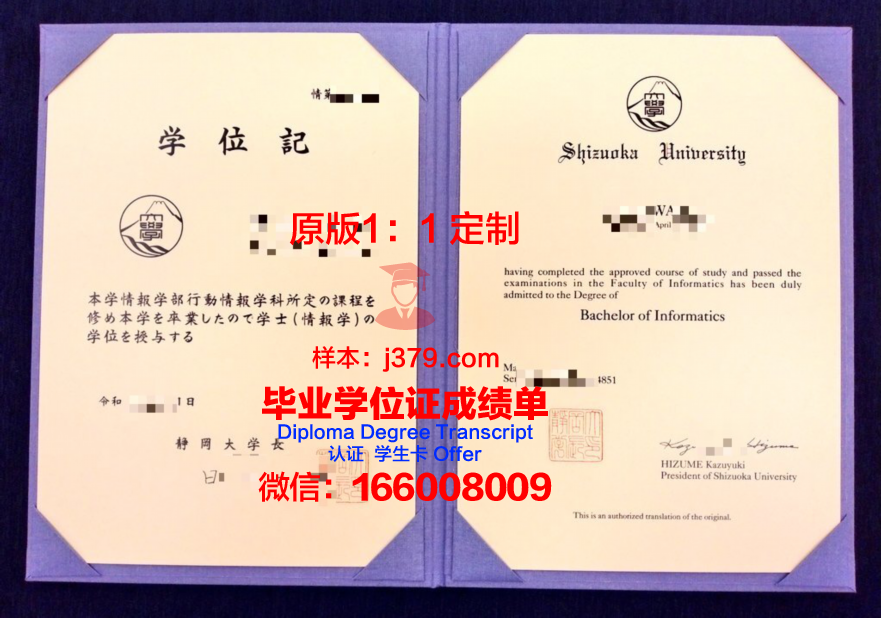 情第
学位記
本学情報学部行動情報学科所定の課程を
修め本学を卒業したので学士(情報学)の
学位を授与する
令和 1日
静岡大学長
Shizuoka University
WA
April
having completed the approved course of study and passed the
examinations in the Faculty of Informatics has been duly
admitted to the Degree of
Bachelor of Informatics
Ma
Ser 4851
HIZUME Kazuyuki
President of Shizuoka University
This is an authorized translation of the original.
原版1：1定制
样本：j379.com
毕业学位证成绩单
Diploma Degree Transcript
认证 学生卡 Offer
微信：166008009